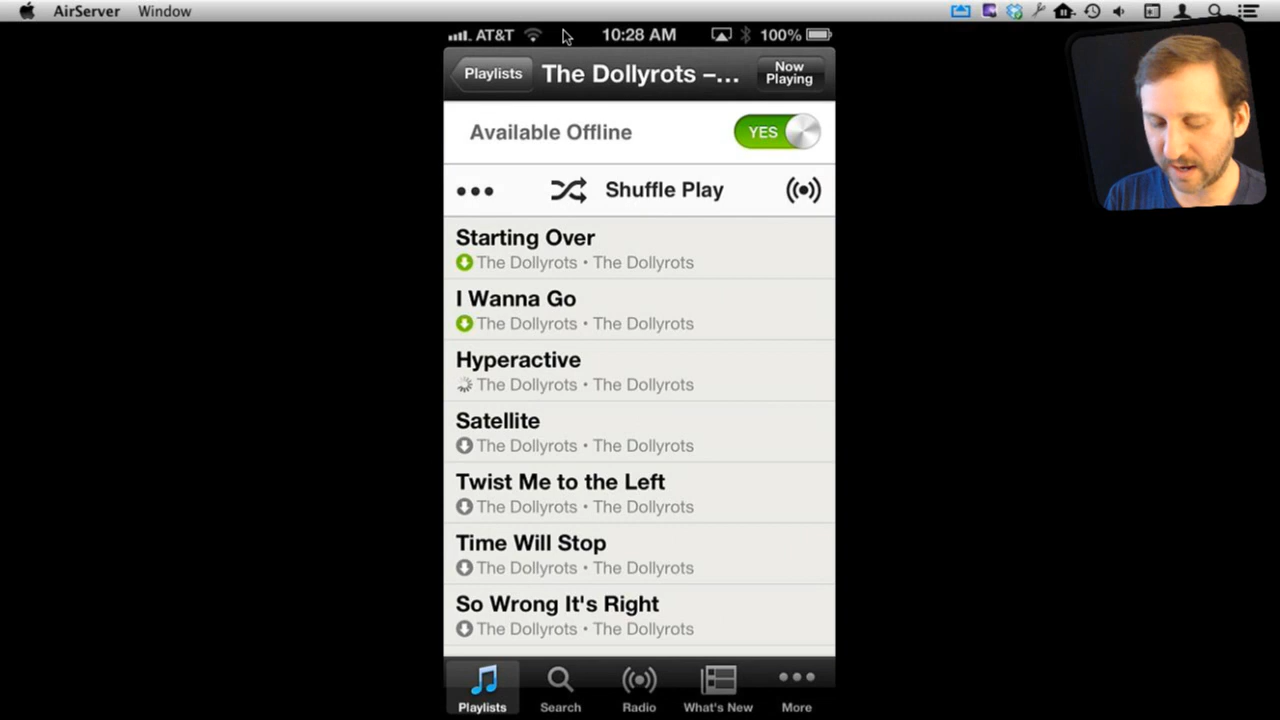 AirServer Window
AT&T 10:28 AM 100%
Playlists The Dollyrots –... Now Playing
Available Offline YES
Shuffle Play
Starting Over
The Dollyrots • The Dollyrots
I Wanna Go
The Dollyrots • The Dollyrots
Hyperactive
The Dollyrots • The Dollyrots
Satellite
The Dollyrots • The Dollyrots
Twist Me to the Left
The Dollyrots • The Dollyrots
Time Will Stop
The Dollyrots • The Dollyrots
So Wrong It's Right
The Dollyrots • The Dollyrots
Playlists Search Radio What's New More